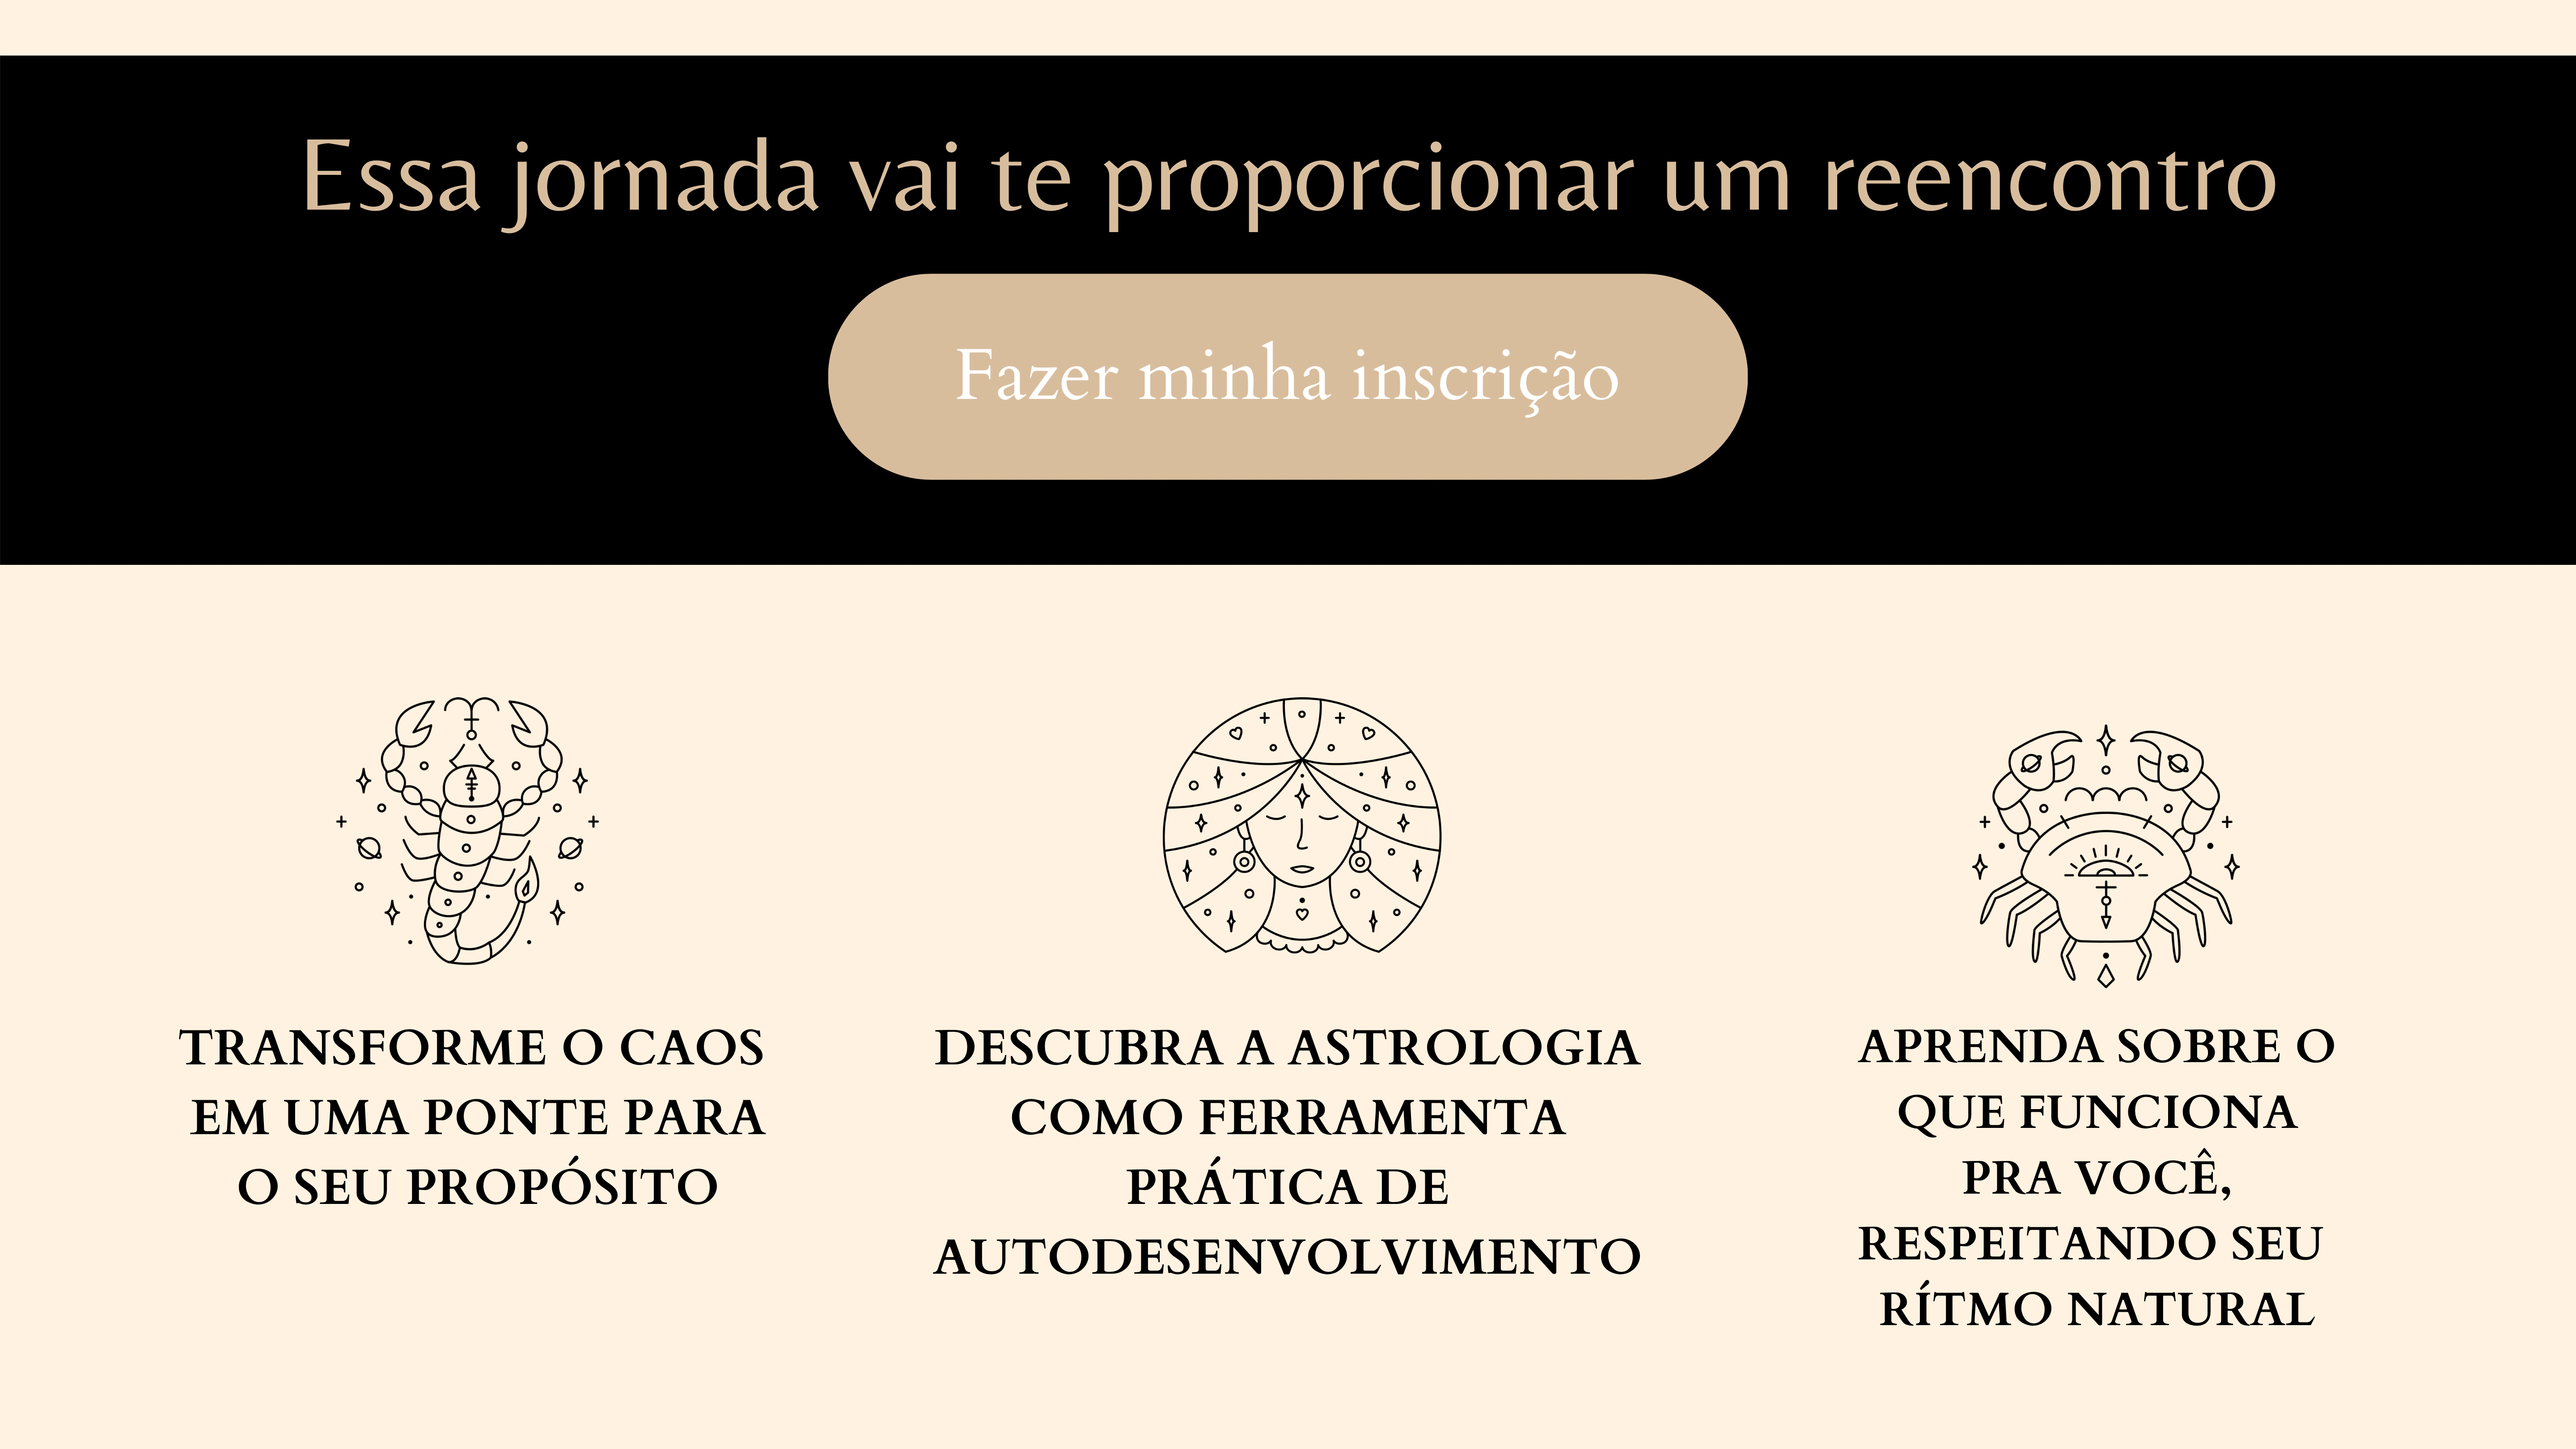 Essa jornada vai te proporcionar um reencontro
Fazer minha inscrição
TRANSFORME O CAOS
EM UMA PONTE PARA
O SEU PROPÓSITO
DESCUBRA A ASTROLOGIA
COMO FERRAMENTA
PRÁTICA DE
AUTODESENVOLVIMENTO
APRENDA SOBRE O
QUE FUNCIONA
PRA VOCÊ,
RESPEITANDO SEU
RÍTMO NATURAL